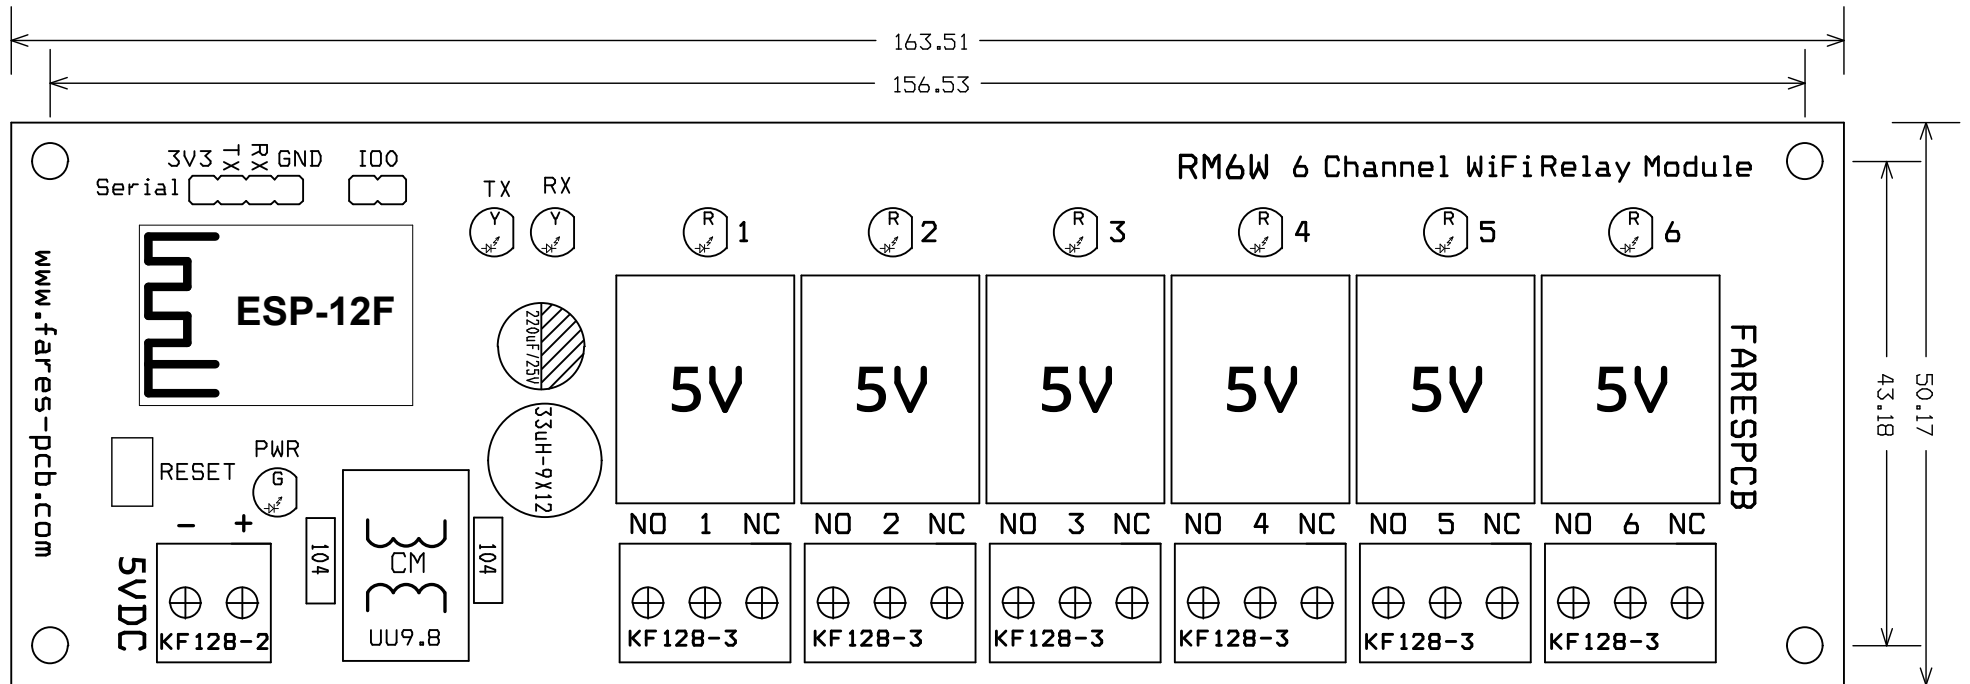 163.51
156.53
3V3 TX RX GND IO0
Serial
RM6W 6 Channel WiFi Relay Module
TX RX
Y Y
R 1 R 2 R 3 R 4 R 5 R 6
ESP-12F
www.fares-pcb.com
220uF/25V
33uH-9X12
5V 5V 5V 5V 5V 5V
FARESPCB
43.18
50.17
PWR
G
RESET
- +
NO 1 NC NO 2 NC NO 3 NC NO 4 NC NO 5 NC NO 6 NC
5VDC
104
CM
104
KF128-2
UU9.8
KF128-3 KF128-3 KF128-3 KF128-3 KF128-3 KF128-3